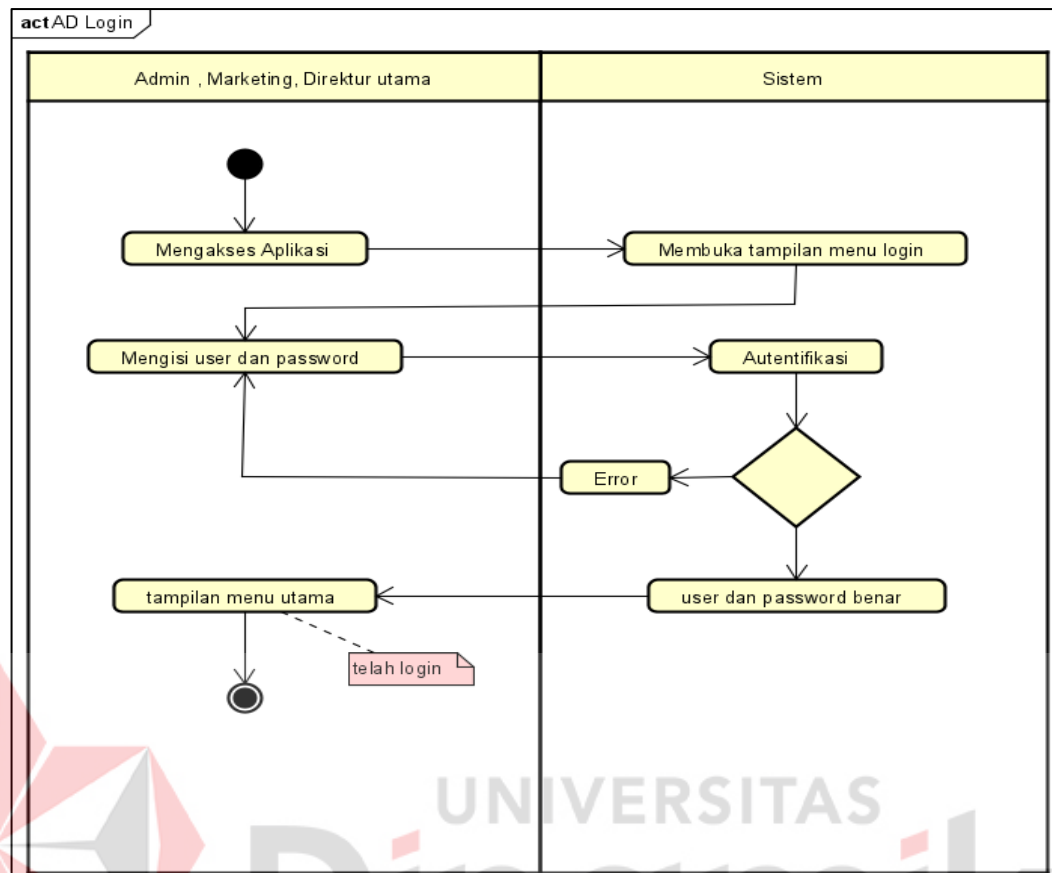 act AD Login
Admin , Marketing, Direktur utama
Sistem
Mengakses Aplikasi
Membuka tampilan menu login
Mengisi user dan password
Autentifikasi
Error
tampilan menu utama
user dan password benar
telah login
UNIVERSITAS